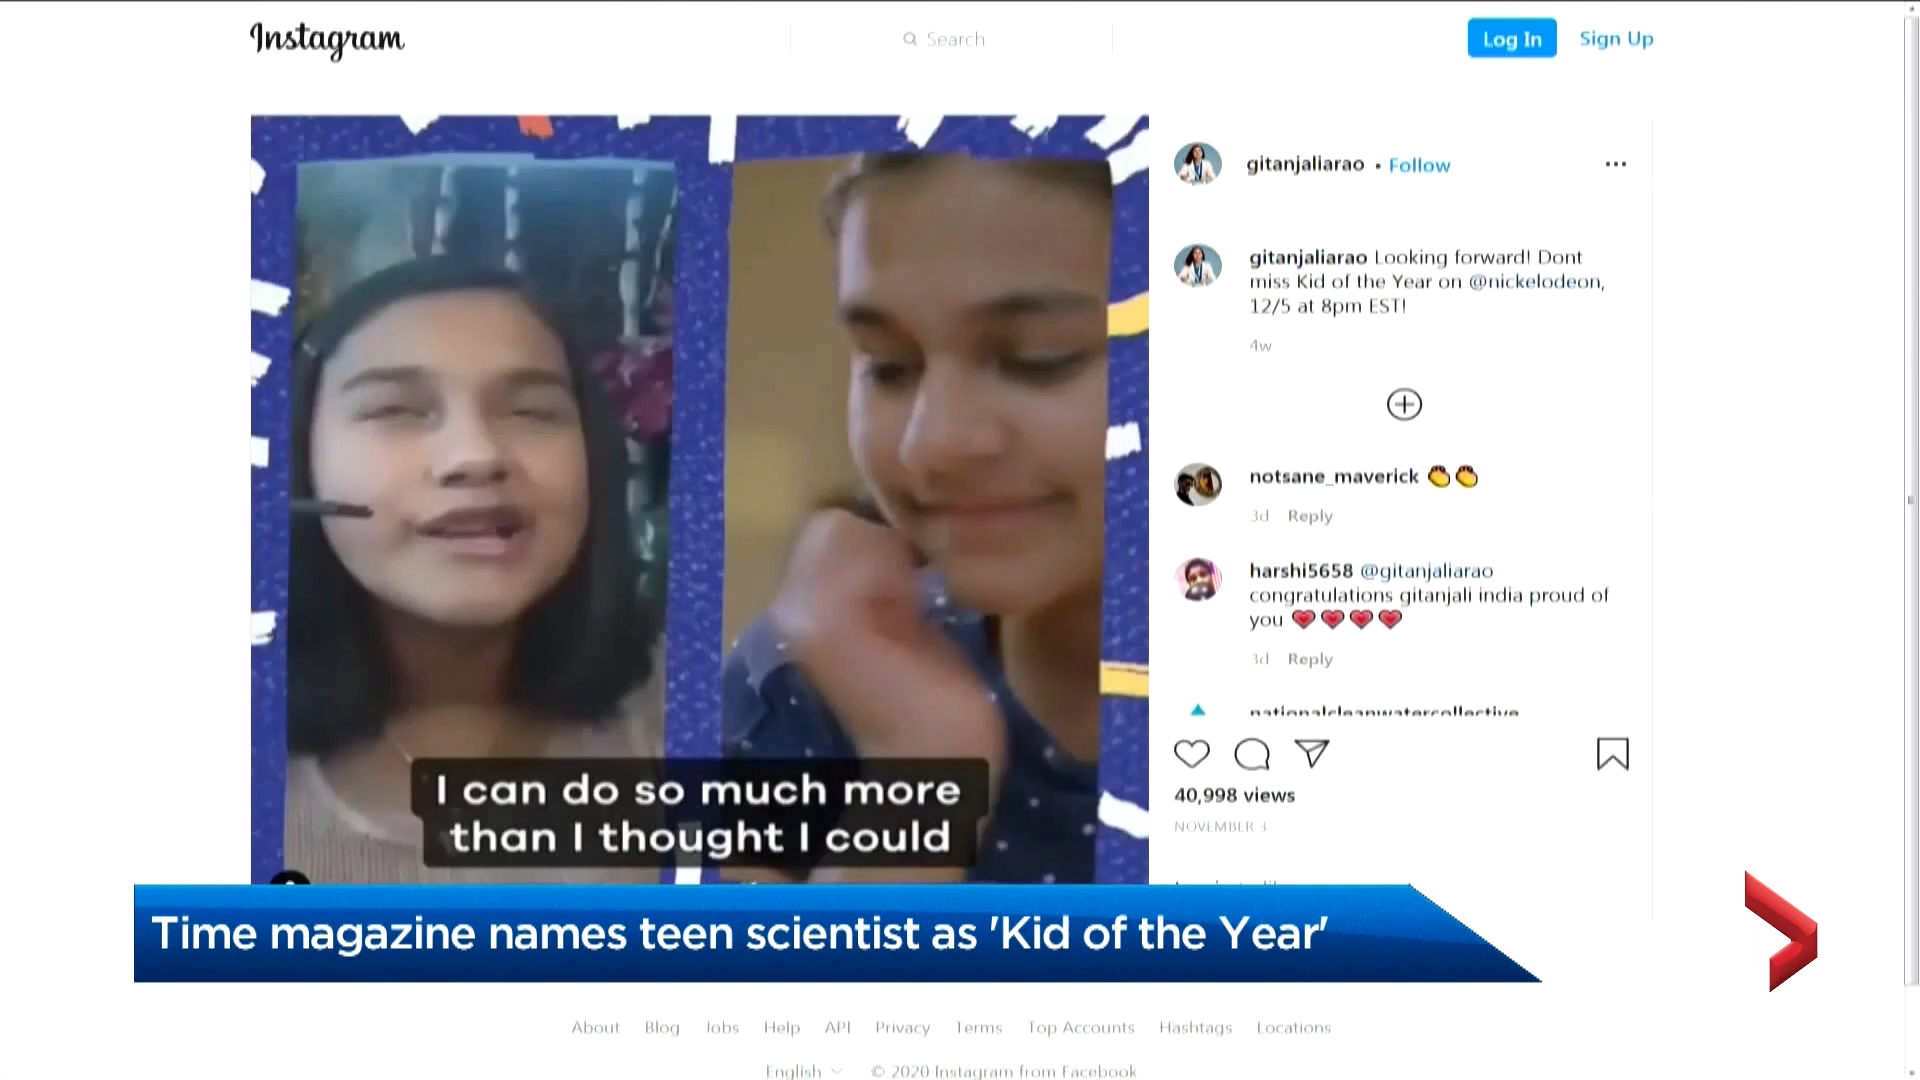 Instagram
Search
Log In
Sign Up
gitanjaliarao • Follow
gitanjaliarao Looking forward! Dont
miss Kid of the Year on @nickelodeon,
12/5 at 8pm EST!
4w
notsane_maverick 👏👏
3d Reply
harshi5658 @gitanjaliarao
congratulations gitanjali india proud of
you 💗💗💗💗
3d Reply
nationalcleanwatercollective
40,998 views
NOVEMBER 3
I can do so much more
than I thought I could
Time magazine names teen scientist as 'Kid of the Year'
About Blog Jobs Help API Privacy Terms Top Accounts Hashtags Locations
English © 2020 Instagram from Facebook